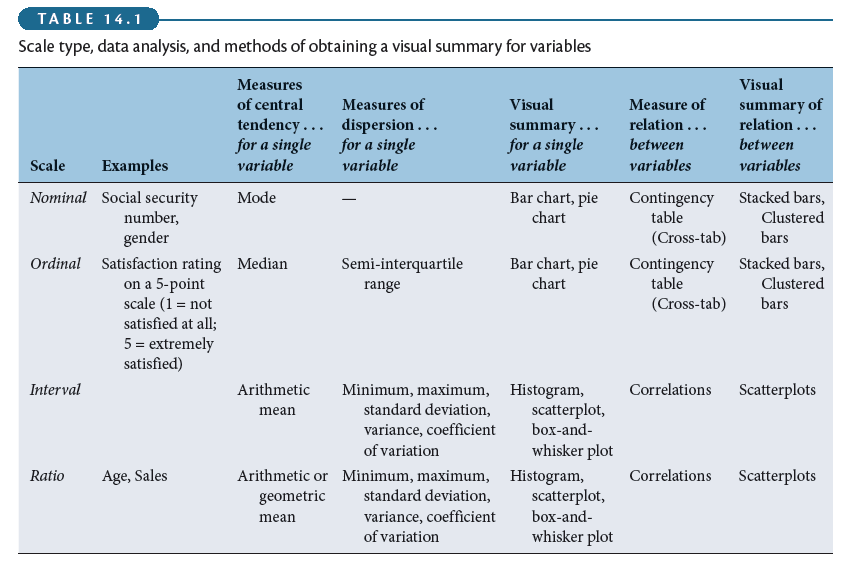 TABLE 14.1
Scale type, data analysis, and methods of obtaining a visual summary for variables
Scale
Examples
Measures
of central
tendency . . .
for a single
variable
Measures of
dispersion . . .
for a single
variable
Visual
summary . . .
for a single
variable
Measure of
relation . . .
between
variables
Visual
summary of
relation . . .
between
variables
Nominal
Social security
number,
gender
Mode
—
Bar chart, pie
chart
Contingency
table
(Cross-tab)
Stacked bars,
Clustered
bars
Ordinal
Satisfaction rating
on a 5-point
scale (1 = not
satisfied at all;
5 = extremely
satisfied)
Median
Semi-interquartile
range
Bar chart, pie
chart
Contingency
table
(Cross-tab)
Stacked bars,
Clustered
bars
Interval
Arithmetic
mean
Minimum, maximum,
standard deviation,
variance, coefficient
of variation
Histogram,
scatterplot,
box-and-
whisker plot
Correlations
Scatterplots
Ratio
Age, Sales
Arithmetic or
geometric
mean
Minimum, maximum,
standard deviation,
variance, coefficient
of variation
Histogram,
scatterplot,
box-and-
whisker plot
Correlations
Scatterplots